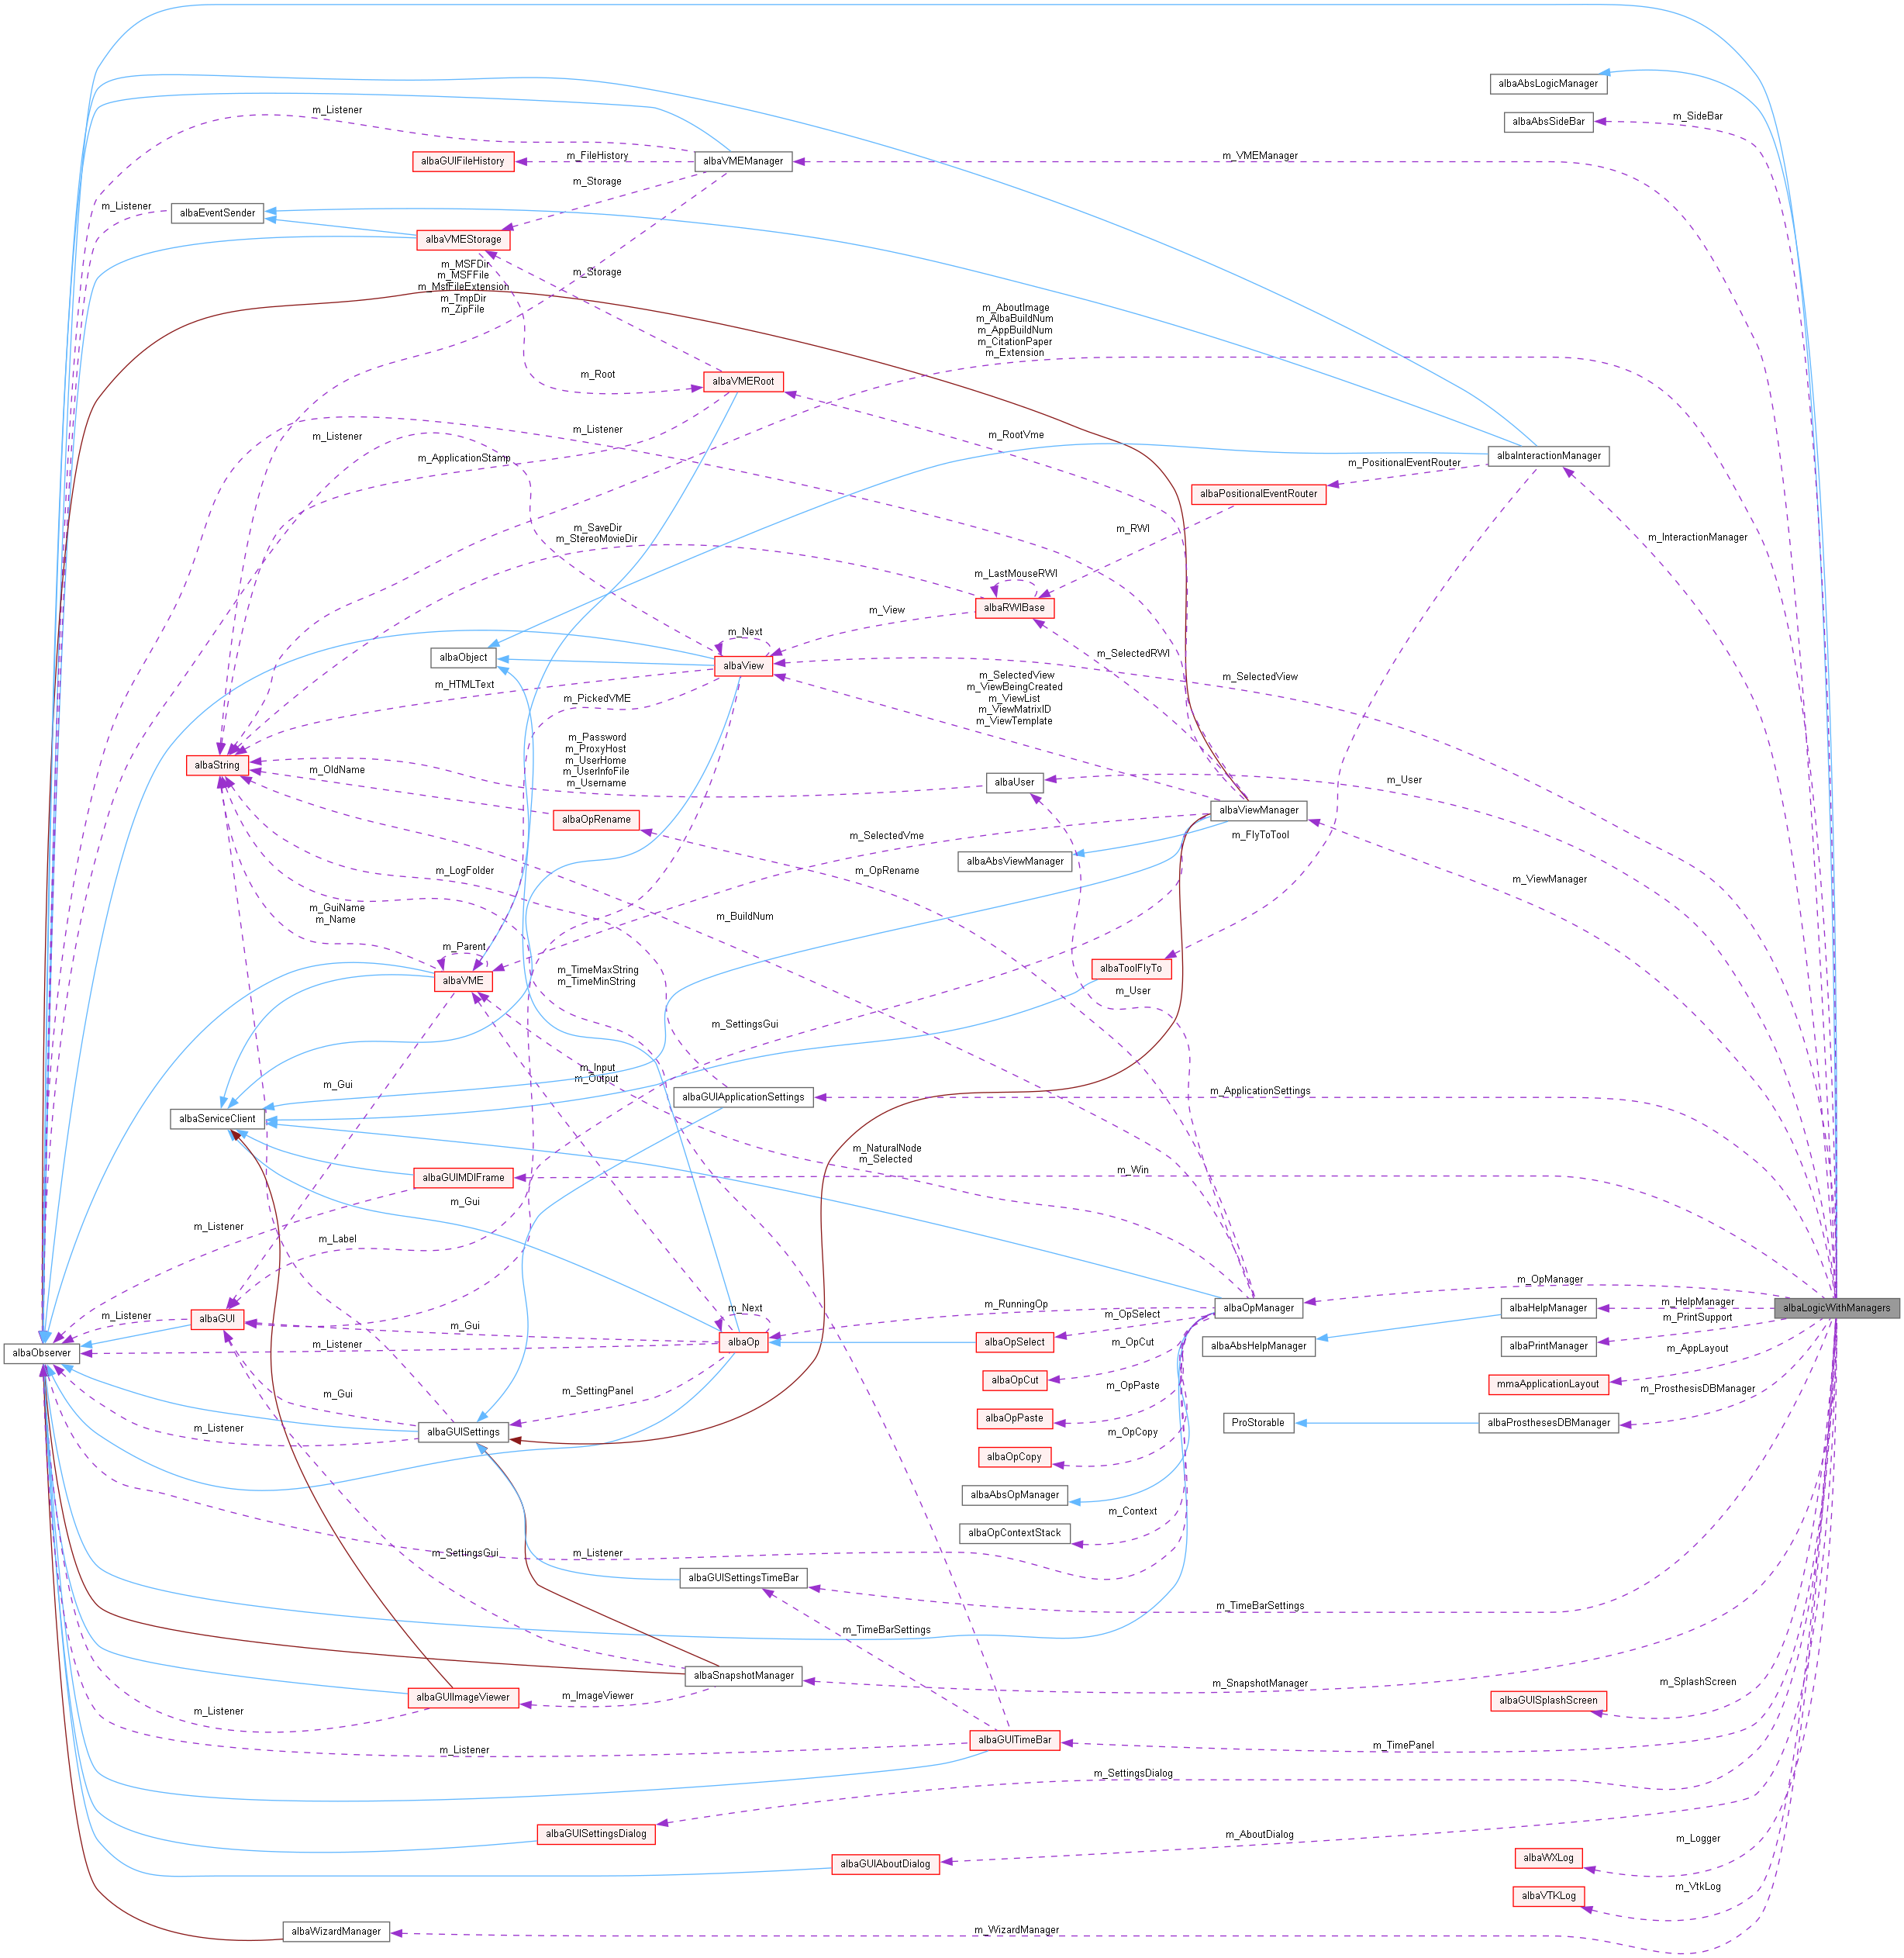 albaAbsLogicManager
m_Listener
m_SideBar
albaAbsSideBar
m_FileHistory
m_VMEManager
albaGUIFileHistory
albaVMEManager
m_Storage
m_Listener
albaEventSender
albaVMEStorage
m_MSFDir
m_MSFFile
m_MsfFileExtension
m_TmpDir
m_ZipFile
m_Storage
m_AboutImage
m_AlbaBuildNum
m_AppBuildNum
m_CitationPaper
m_Extension
m_Root
albaVMERoot
m_Listener
m_Listener
m_RootVme
m_ApplicationStamp
albaInteractionManager
m_PositionalEventRouter
albaPositionalEventRouter
m_SaveDir
m_StereoMovieDir
m_RWI
m_InteractionManager
m_LastMouseRWI
albaRWIBase
m_View
m_Next
albaObject
albaView
m_SelectedRWI
m_HTMLText
m_PickedVME
m_SelectedView
m_ViewBeingCreated
m_ViewList
m_ViewMatrixID
m_ViewTemplate
m_SelectedView
m_Password
m_ProxyHost
m_UserHome
m_UserInfoFile
m_Username
albaString
m_OldName
albaUser
m_User
albaOpRename
albaViewManager
m_SelectedVme
m_FlyToTool
albaAbsViewManager
m_LogFolder
m_OpRename
m_ViewManager
m_GuiName
m_Name
m_BuildNum
m_Parent
albaVME
m_TimeMaxString
m_TimeMinString
albaToolFlyTo
m_User
m_SettingsGui
m_Gui
m_Input
m_Output
albaGUIApplicationSettings
m_ApplicationSettings
albaServiceClient
m_NaturalNode
m_Selected
albaGUIMDIFrame
m_Win
m_Gui
m_Listener
m_Label
m_OpManager
m_Listener
albaGUI
m_Gui
m_Next
m_RunningOp
albaOpManager
albaHelpManager
m_HelpManager
albaLogicWithManagers
m_OpSelect
m_PrintSupport
albaObserver
m_Listener
albaOp
albaOpSelect
albaAbsHelpManager
albaPrintManager
m_OpCut
m_AppLayout
albaOpCut
mmaApplicationLayout
m_Gui
m_SettingPanel
m_OpPaste
m_ProsthesisDBManager
albaOpPaste
ProStorable
albaProsthesesDBManager
m_Listener
albaGUISettings
m_OpCopy
albaOpCopy
albaAbsOpManager
m_Context
albaOpContextStack
m_SettingsGui
m_Listener
albaGUISettingsTimeBar
m_TimeBarSettings
m_TimeBarSettings
albaSnapshotManager
m_SnapshotManager
m_SplashScreen
albaGUIImageViewer
m_ImageViewer
albaGUISplashScreen
m_Listener
albaGUITimeBar
m_Listener
m_TimePanel
m_SettingsDialog
albaGUISettingsDialog
m_AboutDialog
albaGUIAboutDialog
m_Logger
albaWXLog
m_VtkLog
albaVTKLog
albaWizardManager
m_WizardManager